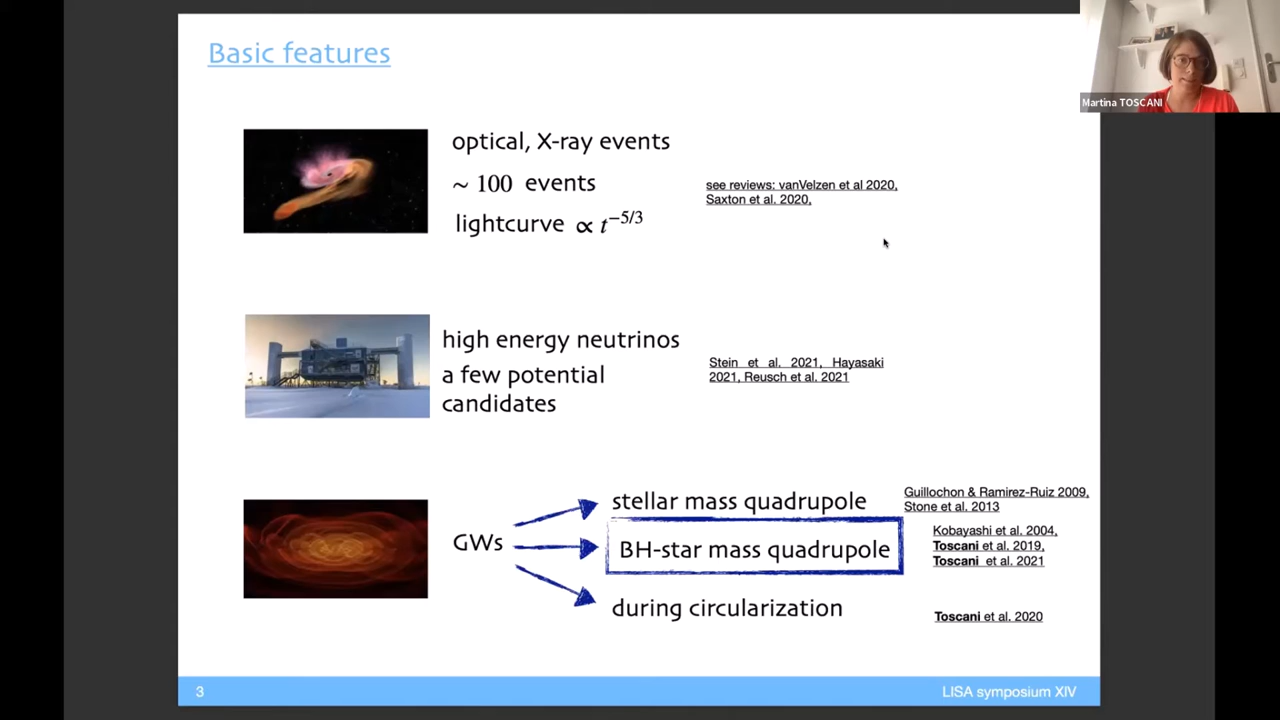 Basic features
Martina TOSCANI
optical, X-ray events
~ 100 events
lightcurve ∝ t^{-5/3}
see reviews: vanVelzen et al 2020,
Saxton et al. 2020,
high energy neutrinos
a few potential
candidates
Stein et al. 2021, Hayasaki
2021, Reusch et al. 2021
GWs
stellar mass quadrupole
Guillochon & Ramirez-Ruiz 2009,
Stone et al. 2013
BH-star mass quadrupole
Kobayashi et al. 2004,
Toscani et al. 2019,
Toscani et al. 2021
during circularization
Toscani et al. 2020
3
LISA symposium XIV